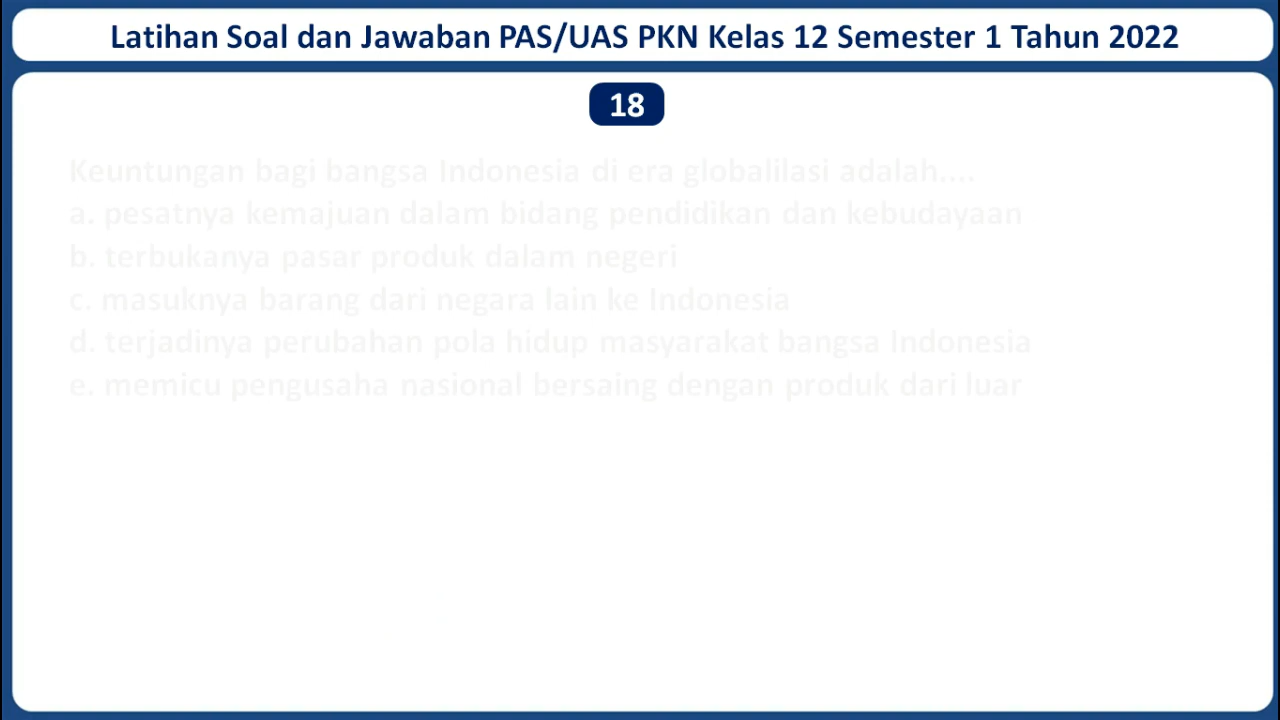 Latihan Soal dan Jawaban PAS/UAS PKN Kelas 12 Semester 1 Tahun 2022
18
Keuntungan bagi bangsa Indonesia di era globalilasi adalah....
a. pesatnya kemajuan dalam bidang pendidikan dan kebudayaan
b. terbukanya pasar produk dalam negeri
c. masuknya barang dari negara lain ke Indonesia
d. terjadinya perubahan pola hidup masyarakat bangsa Indonesia
e. memicu pengusaha nasional bersaing dengan produk dari luar